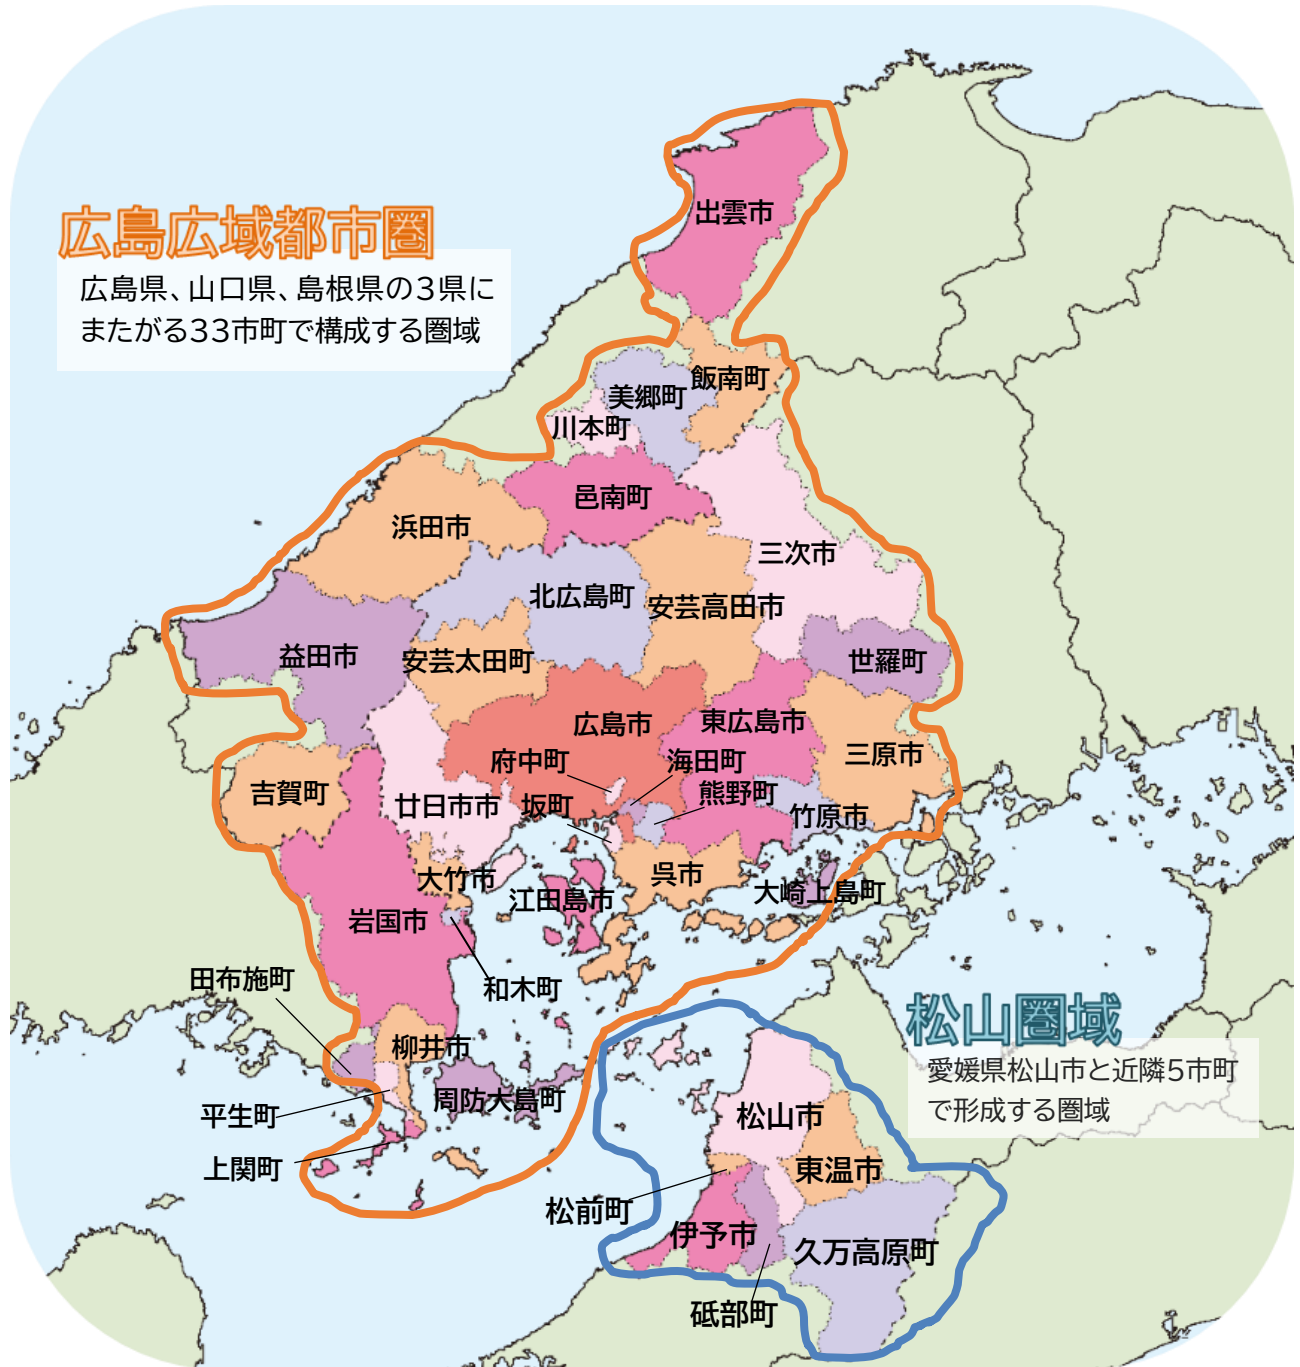 広島広域都市圏
広島県、山口県、島根県の3県に
またがる33市町で構成する圏域
出雲市
飯南町
美郷町
川本町
邑南町
浜田市
三次市
北広島町
安芸高田市
益田市
安芸太田町
世羅町
広島市
東広島市
府中町
海田町
三原市
吉賀町
廿日市市
坂町
熊野町
竹原市
大竹市
呉市
江田島市
大崎上島町
岩国市
田布施町
和木町
柳井市
周防大島町
平生町
上関町
松山圏域
愛媛県松山市と近隣5市町
で形成する圏域
松山市
東温市
松前町
伊予市
久万高原町
砥部町